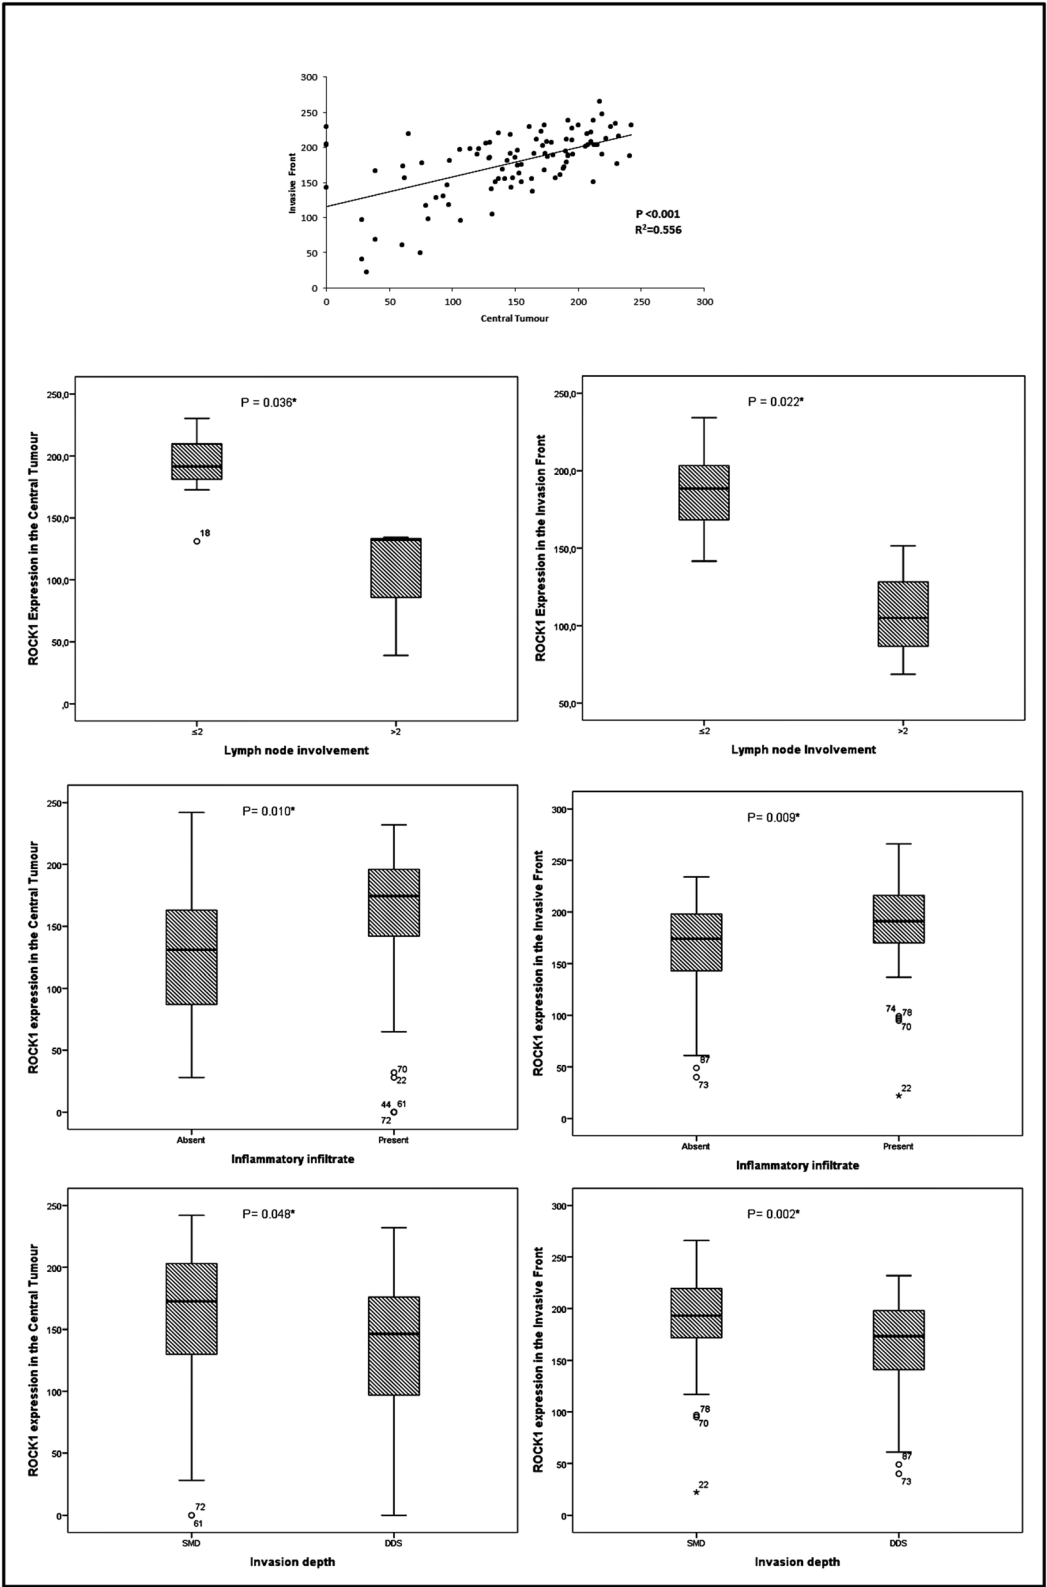 300
250
200
150
100
50
0
0 50 100 150 200 250 300
Invasive Front
Central Tumour
P <0.001
R²=0.556
250,0
200,0
150,0
100,0
50,0
,0
ROCK1 Expression in the Central Tumour
P = 0.036*
18
≤2 >2
Lymph node involvement
250,0
200,0
150,0
100,0
50,0
ROCK1 Expression in the Invasion Front
P = 0.022*
≤2 >2
Lymph node Involvement
250
200
150
100
50
0
ROCK1 expression in the Central Tumour
P= 0.010*
70
22
44 61
72
Absent Present
Inflammatory infiltrate
300
250
200
150
100
50
0
ROCK1 expression in the Invasive Front
P= 0.009*
87
73
74 78
70
22
Absent Present
Inflammatory infiltrate
250
200
150
100
50
0
ROCK1 expression in the Central Tumour
P= 0.048*
72
61
SMD DDS
Invasion depth
300
250
200
150
100
50
0
ROCK1 expression in the Invasive Front
P= 0.002*
78
70
22
87
73
SMD DDS
Invasion depth